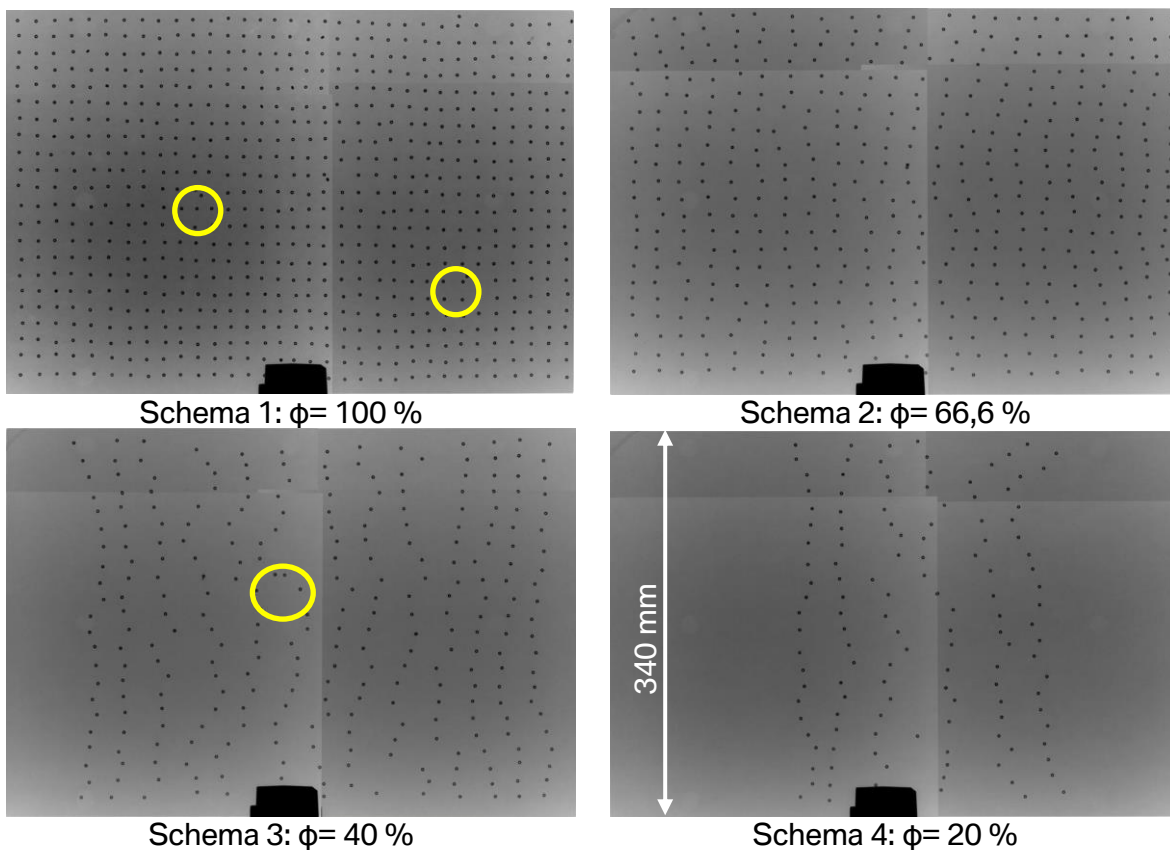 Schema 1: ϕ= 100 %
Schema 2: ϕ= 66,6 %
340 mm
Schema 3: ϕ= 40 %
Schema 4: ϕ= 20 %